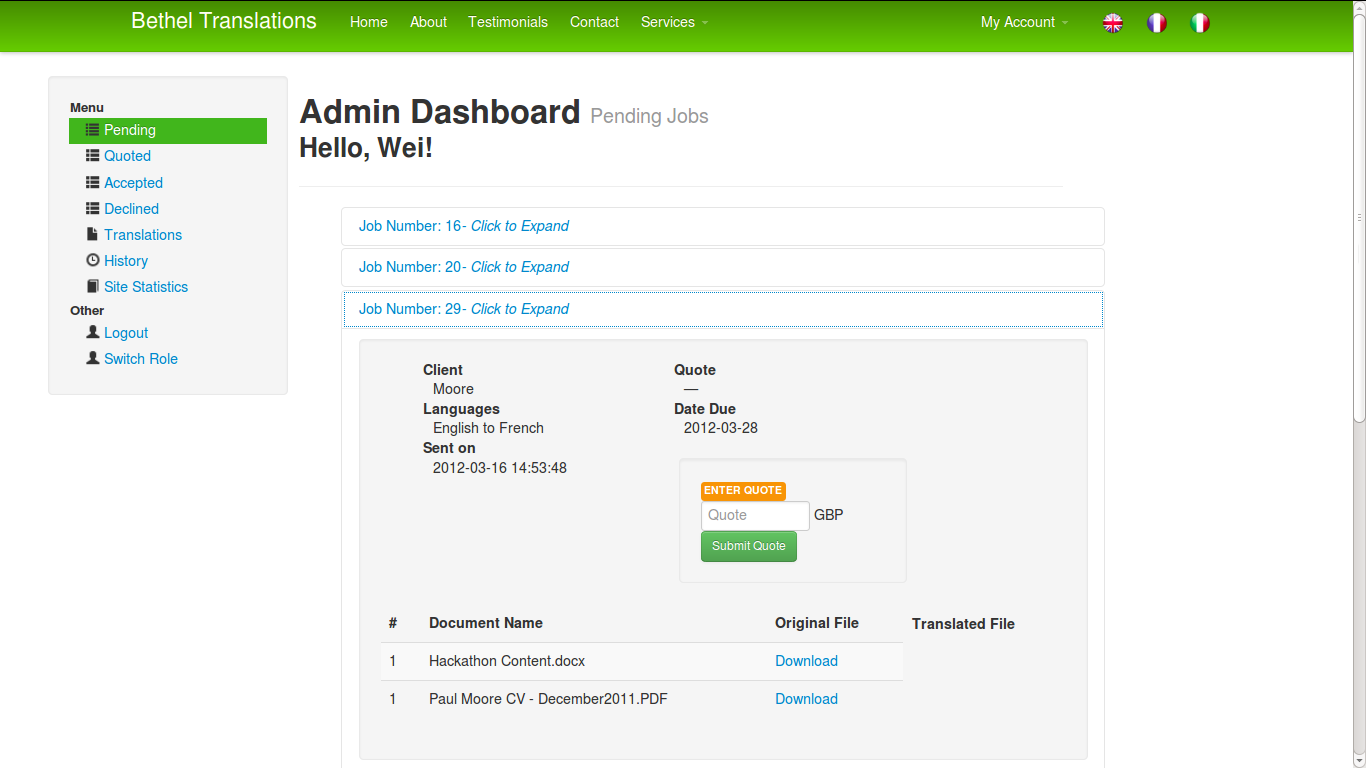 Bethel Translations Home About Testimonials Contact Services My Account
Menu
Pending
Quoted
Accepted
Declined
Translations
History
Site Statistics
Other
Logout
Switch Role
Admin Dashboard Pending Jobs
Hello, Wei!
Job Number: 16- Click to Expand
Job Number: 20- Click to Expand
Job Number: 29- Click to Expand
Client
Moore
Languages
English to French
Sent on
2012-03-16 14:53:48
Quote
—
Date Due
2012-03-28
ENTER QUOTE
Quote GBP
Submit Quote
# Document Name Original File Translated File
1 Hackathon Content.docx Download
1 Paul Moore CV - December2011.PDF Download